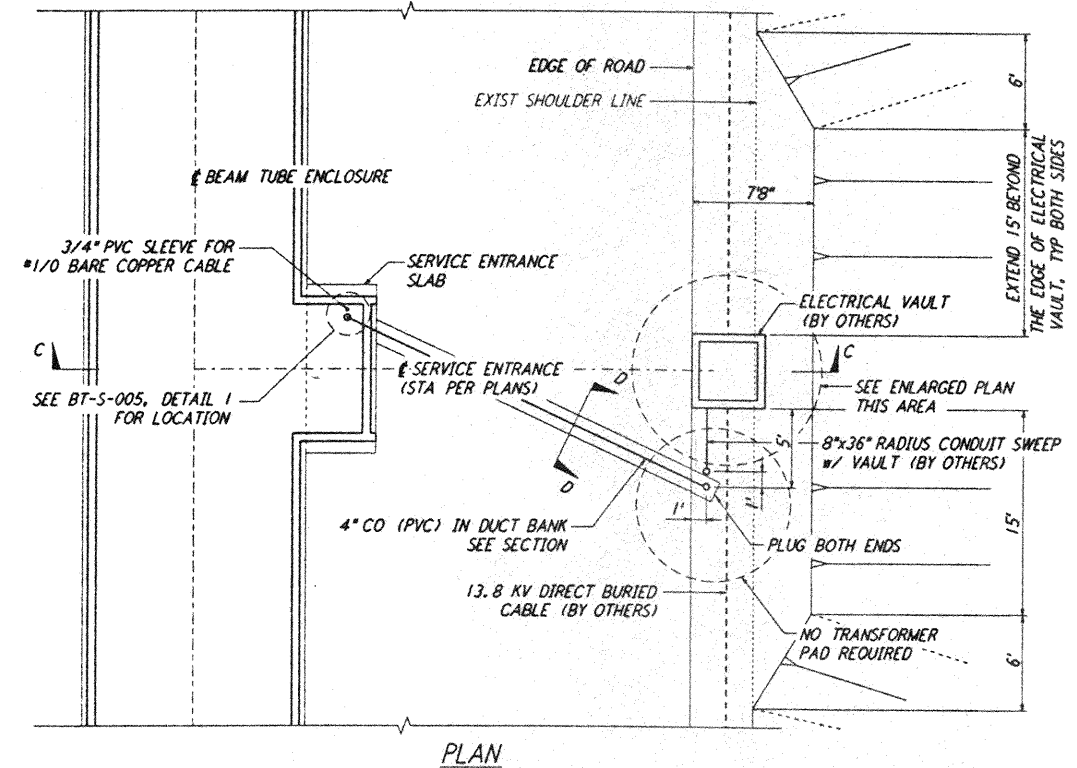 EDGE OF ROAD
EXIST SHOULDER LINE
6'
℄ BEAM TUBE ENCLOSURE
7'8"
EXTEND 15' BEYOND
THE EDGE OF ELECTRICAL
VAULT, TYP BOTH SIDES
3/4" PVC SLEEVE FOR
#1/0 BARE COPPER CABLE
SERVICE ENTRANCE
SLAB
ELECTRICAL VAULT
(BY OTHERS)
C
C
℄ SERVICE ENTRANCE
(STA PER PLANS)
D
SEE ENLARGED PLAN
THIS AREA
SEE BT-S-005, DETAIL 1
FOR LOCATION
5'
8"x36" RADIUS CONDUIT SWEEP
W/ VAULT (BY OTHERS)
D
1'
1'
4" CO (PVC) IN DUCT BANK
SEE SECTION
PLUG BOTH ENDS
15'
13.8 KV DIRECT BURIED
CABLE (BY OTHERS)
NO TRANSFORMER
PAD REQUIRED
6'
PLAN